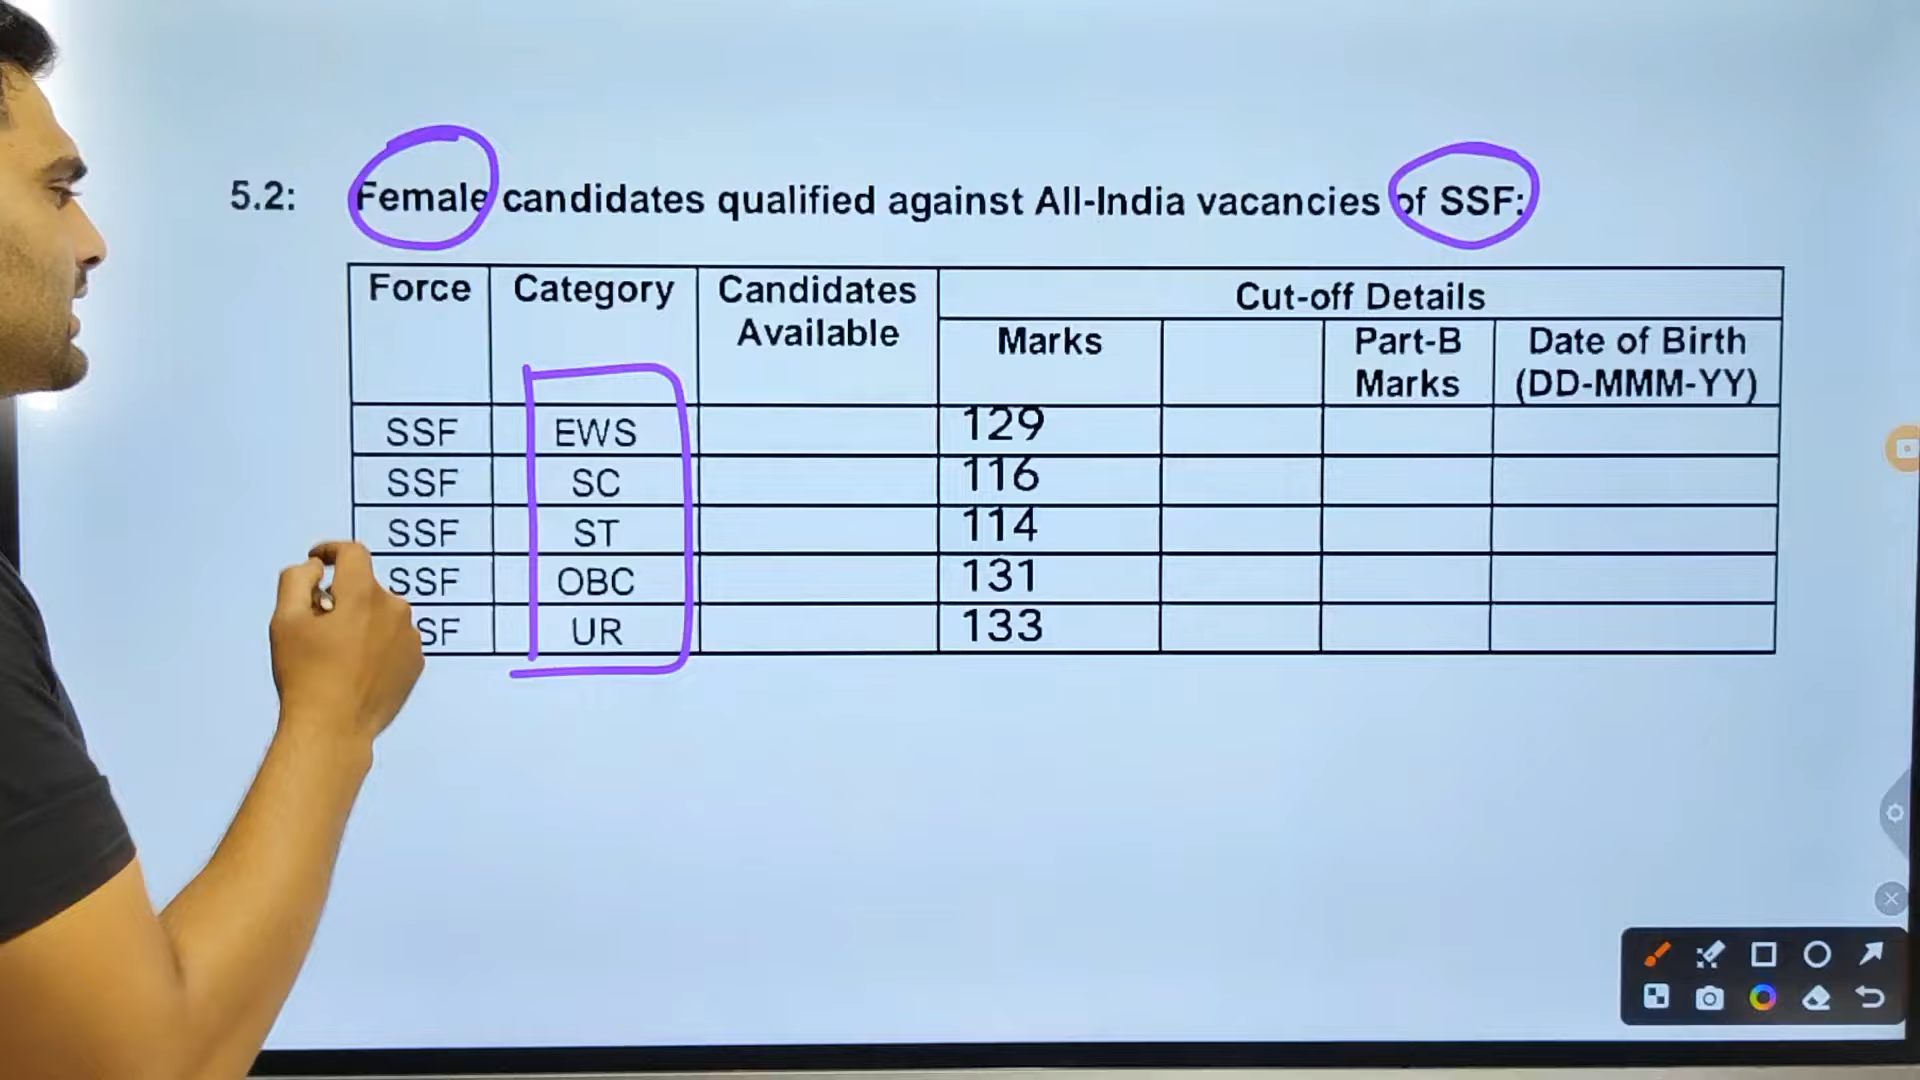 5.2: Female candidates qualified against All-India vacancies of SSF:
Force Category Candidates Available Cut-off Details
Marks Part-B Marks Date of Birth (DD-MMM-YY)
SSF EWS 129
SSF SC 116
SSF ST 114
SSF OBC 131
SF UR 133